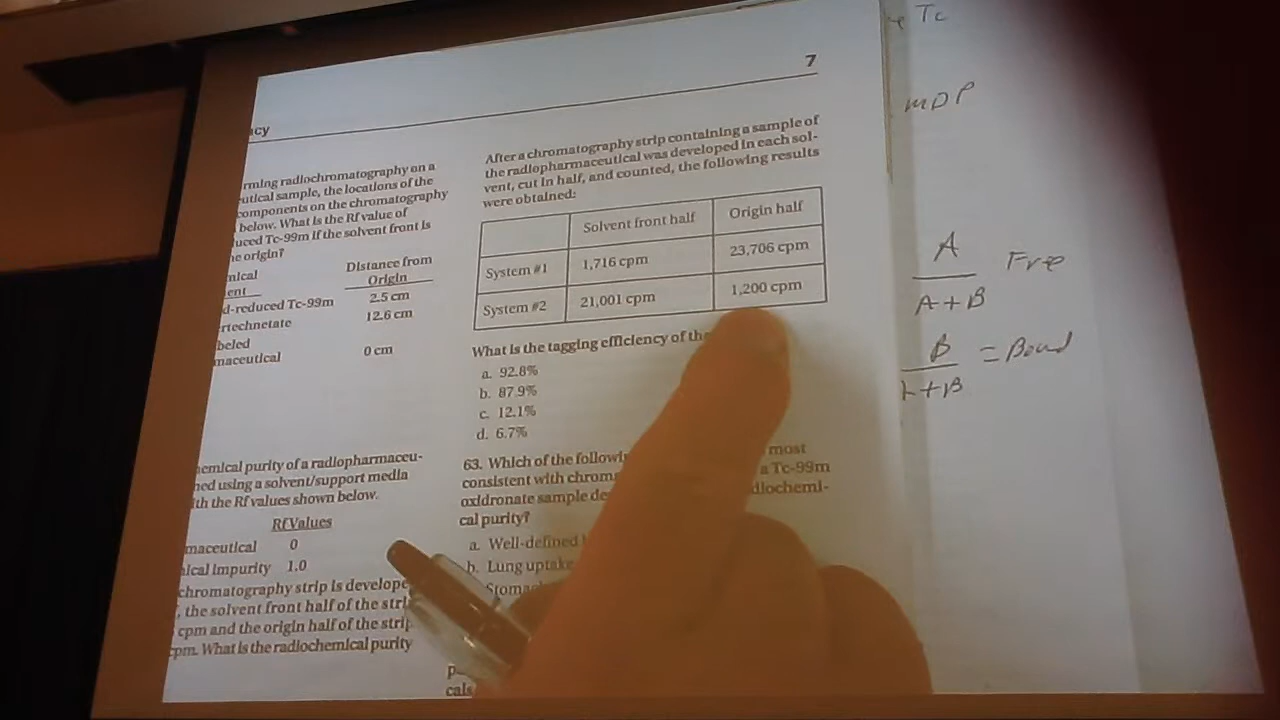 7
cy
rming radiochromatography on a
utical sample, the locations of the
components on the chromatography
below. What is the Rf value of
uced Tc-99m if the solvent front is
e origin?
mical
ent
Distance from
Origin
d-reduced Tc-99m 2.5 cm
rtechnetate 12.6 cm
beled
maceutical 0 cm
emical purity of a radiopharmaceu-
ned using a solvent/support media
th the Rf values shown below.
Rf Values
maceutical 0
ical impurity 1.0
chromatography strip is develope
, the solvent front half of the stri
cpm and the origin half of the strip
cpm. What is the radiochemical purity
After a chromatography strip containing a sample of
the radiopharmaceutical was developed in each sol-
vent, cut in half, and counted, the following results
were obtained:
Solvent front half Origin half
System #1 1,716 cpm 23,706 cpm
System #2 21,001 cpm 1,200 cpm
What is the tagging efficiency of the
a. 92.8%
b. 87.9%
c. 12.1%
d. 6.7%
63. Which of the followi most
consistent with chrom a Tc-99m
oxidronate sample de diochemi-
cal purity?
a. Well-defined
b. Lung uptake
Stomac
p
cals
Tc
MDP
A
A+B Free
B
A+B = Bound